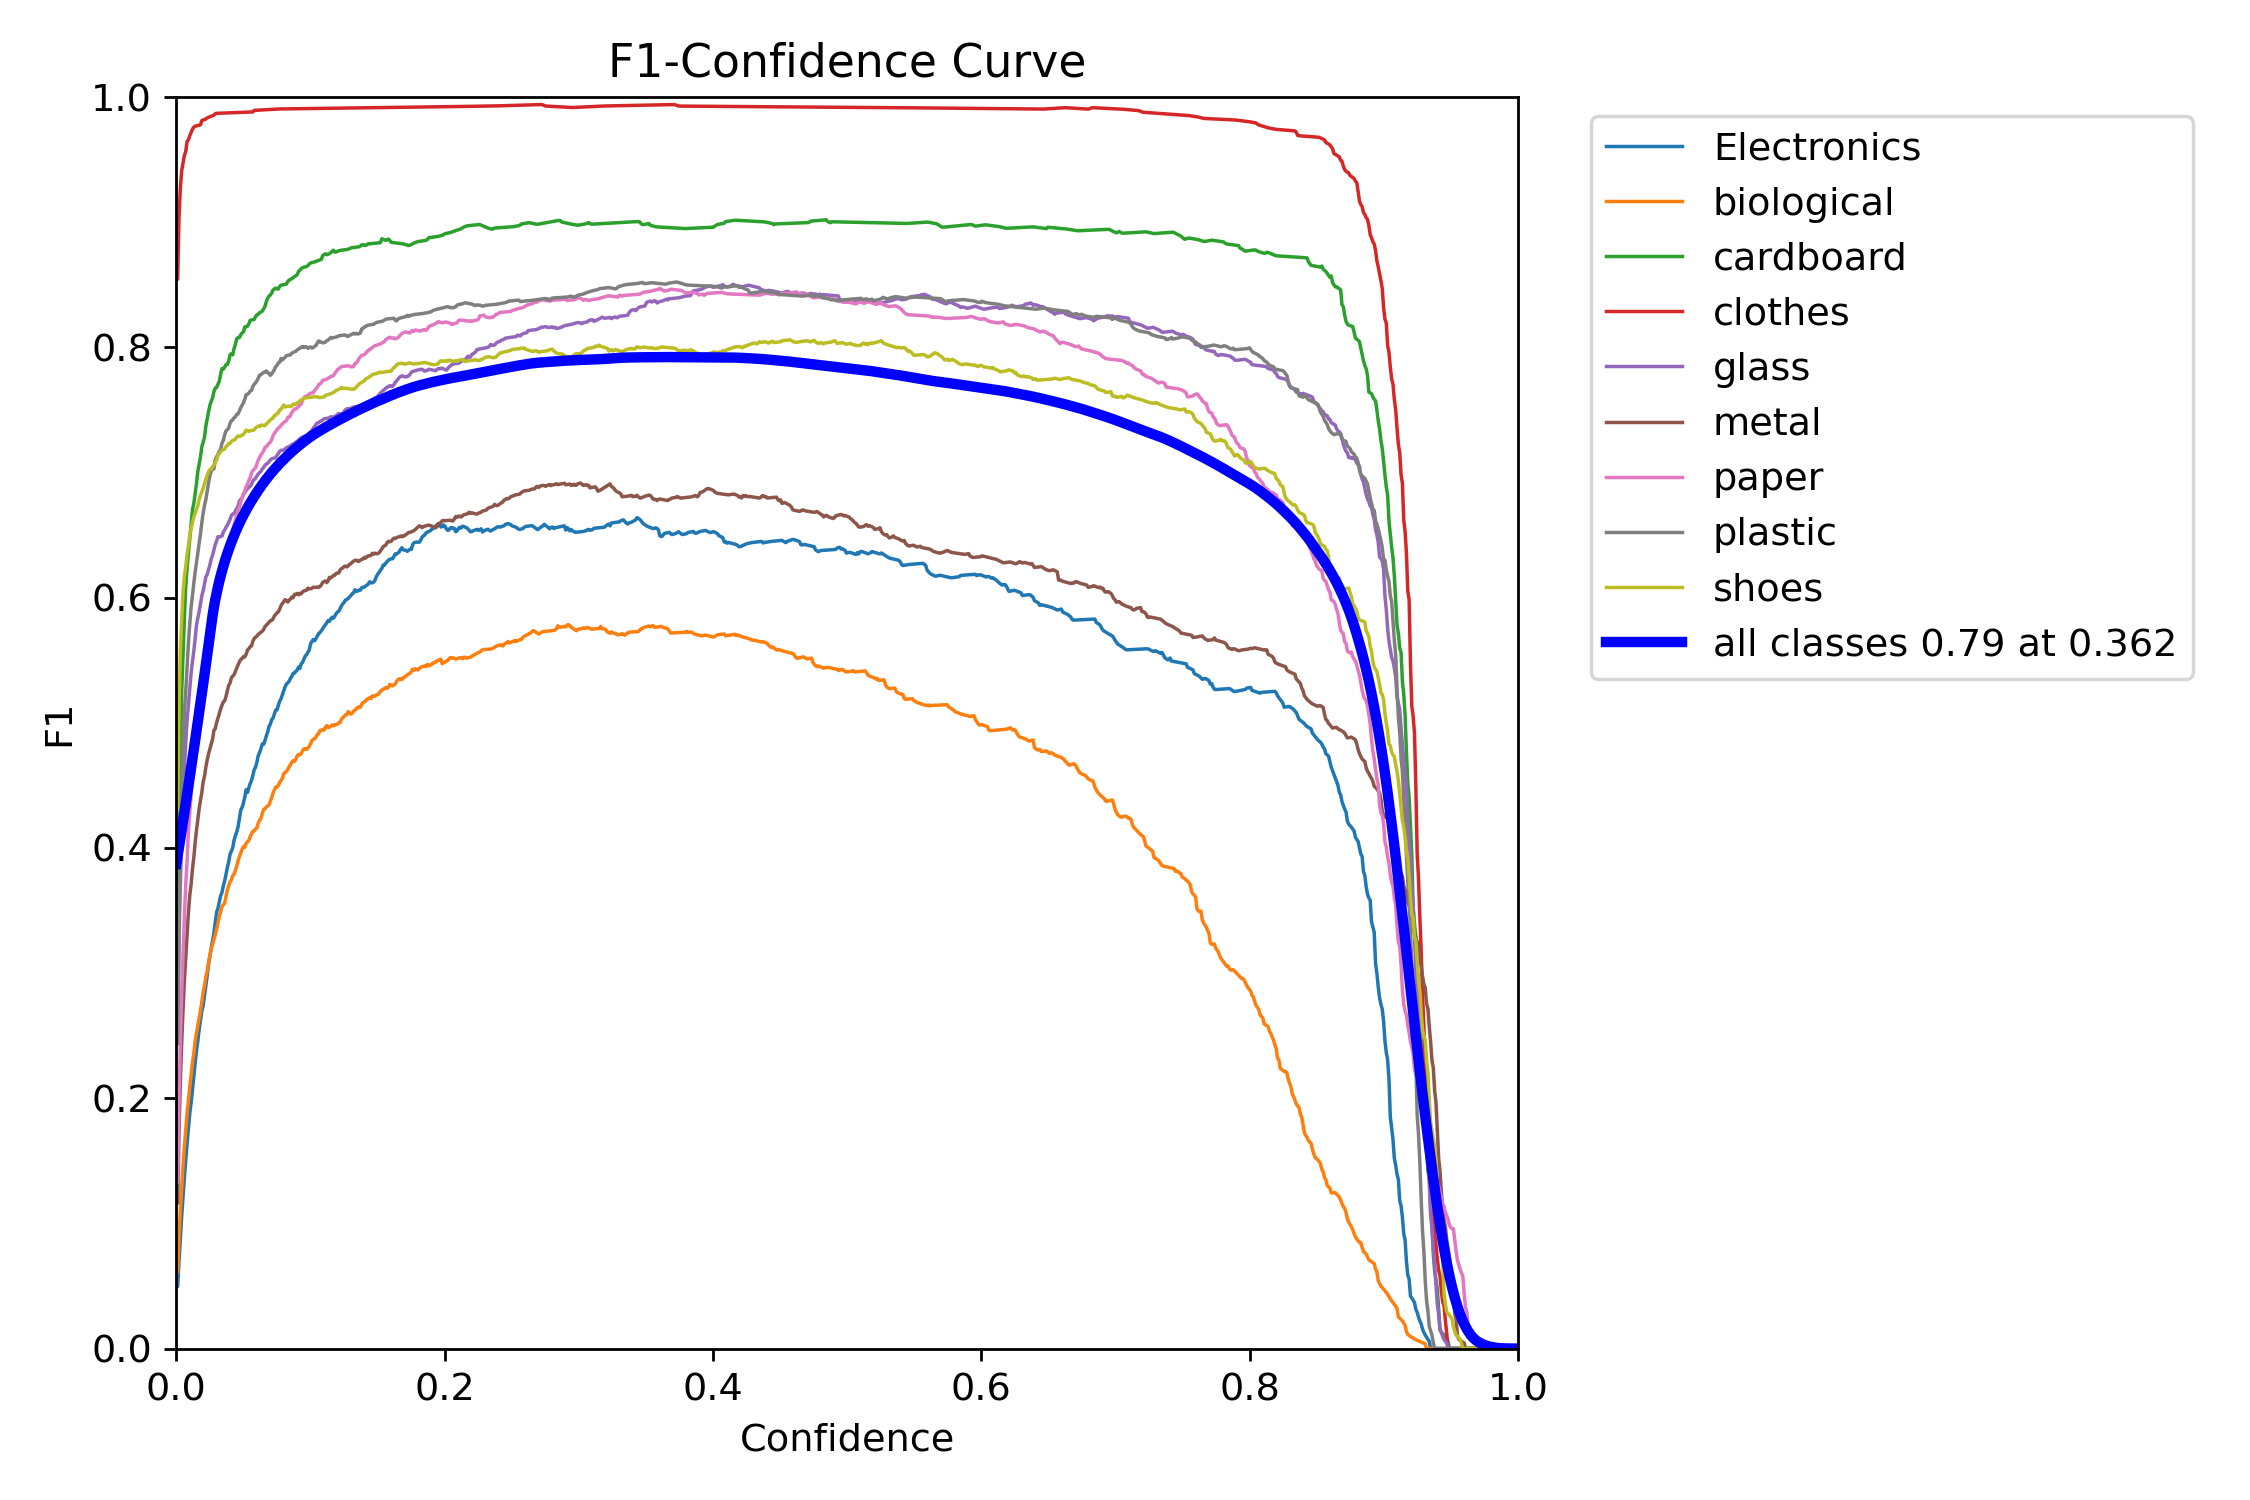 F1-Confidence Curve
1.0
0.8
0.6
0.4
0.2
0.0
F1
0.0 0.2 0.4 0.6 0.8 1.0
Confidence
Electronics
biological
cardboard
clothes
glass
metal
paper
plastic
shoes
all classes 0.79 at 0.362